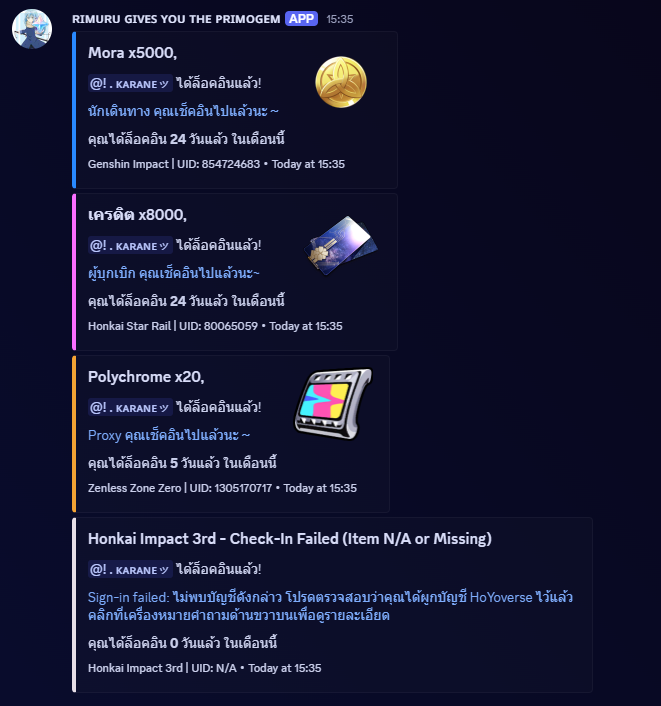 RIMURU GIVES YOU THE PRIMOGEM APP 15:35
Mora x5000,
@! . KARANE ツ ได้ล็อคอินแล้ว!
นักเดินทาง คุณเช็คอินไปแล้วนะ ~
คุณได้ล็อคอิน 24 วันแล้ว ในเดือนนี้
Genshin Impact | UID: 854724683 • Today at 15:35
เครดิต x8000,
@! . KARANE ツ ได้ล็อคอินแล้ว!
ผู้บุกเบิก คุณเช็คอินไปแล้วนะ~
คุณได้ล็อคอิน 24 วันแล้ว ในเดือนนี้
Honkai Star Rail | UID: 80065059 • Today at 15:35
Polychrome x20,
@! . KARANE ツ ได้ล็อคอินแล้ว!
Proxy คุณเช็คอินไปแล้วนะ ~
คุณได้ล็อคอิน 5 วันแล้ว ในเดือนนี้
Zenless Zone Zero | UID: 1305170717 • Today at 15:35
Honkai Impact 3rd - Check-In Failed (Item N/A or Missing)
@! . KARANE ツ ได้ล็อคอินแล้ว!
Sign-in failed: ไม่พบบัญชีดังกล่าว โปรดตรวจสอบว่าคุณได้ผูกบัญชี HoYoverse ไว้แล้ว
คลิกที่เครื่องหมายคำถามด้านขวาบนเพื่อดูรายละเอียด
คุณได้ล็อคอิน 0 วันแล้ว ในเดือนนี้
Honkai Impact 3rd | UID: N/A • Today at 15:35